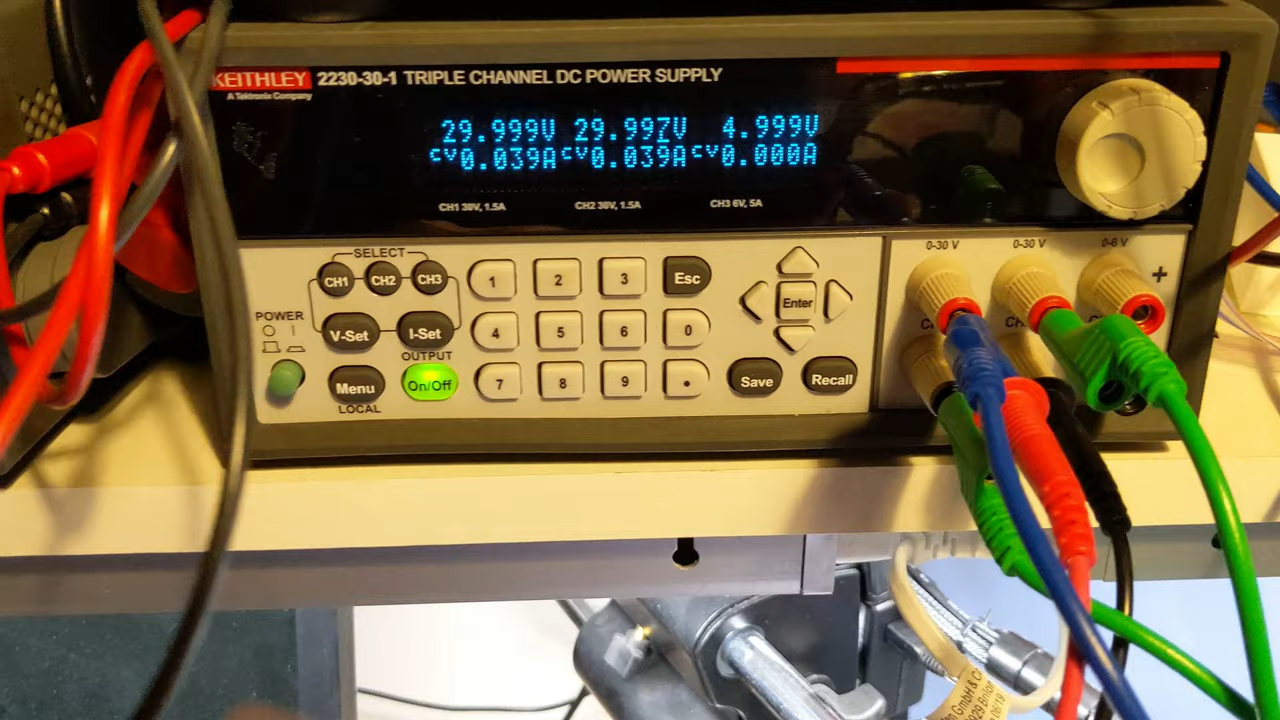 KEITHLEY 2230-30-1 TRIPLE CHANNEL DC POWER SUPPLY
A Tektronix Company
29.999V 29.997V 4.999V
cv0.039A cv0.039A cv0.000A
CH1 30V, 1.5A CH2 30V, 1.5A CH3 6V, 5A
SELECT
CH1 CH2 CH3
1 2 3 Esc
POWER
V-Set I-Set
4 5 6 0
Enter
OUTPUT
Menu On/Off
7 8 9 .
Save Recall
LOCAL
0-30 V 0-30 V 0-6 V
+
GmbH & C
06/19